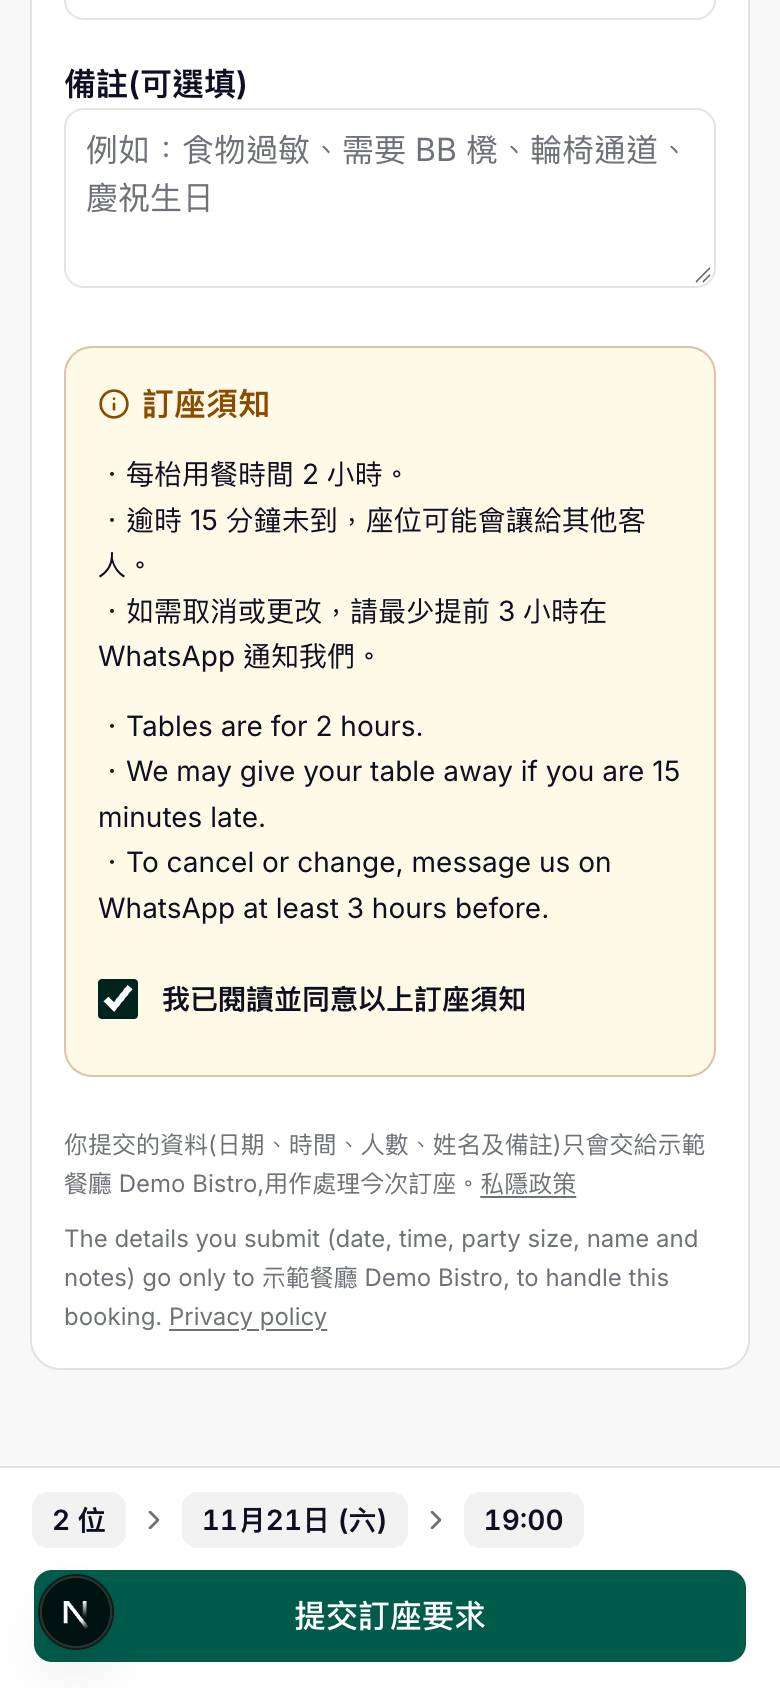 備註(可選填)
例如：食物過敏、需要 BB 櫈、輪椅通道、
慶祝生日
訂座須知
・每枱用餐時間 2 小時。
・逾時 15 分鐘未到，座位可能會讓給其他客
人。
・如需取消或更改，請最少提前 3 小時在
WhatsApp 通知我們。
・Tables are for 2 hours.
・We may give your table away if you are 15
minutes late.
・To cancel or change, message us on
WhatsApp at least 3 hours before.
我已閱讀並同意以上訂座須知
你提交的資料(日期、時間、人數、姓名及備註)只會交給示範
餐廳 Demo Bistro,用作處理今次訂座。私隱政策
The details you submit (date, time, party size, name and
notes) go only to 示範餐廳 Demo Bistro, to handle this
booking. Privacy policy
2 位 > 11月21日 (六) > 19:00
N 提交訂座要求